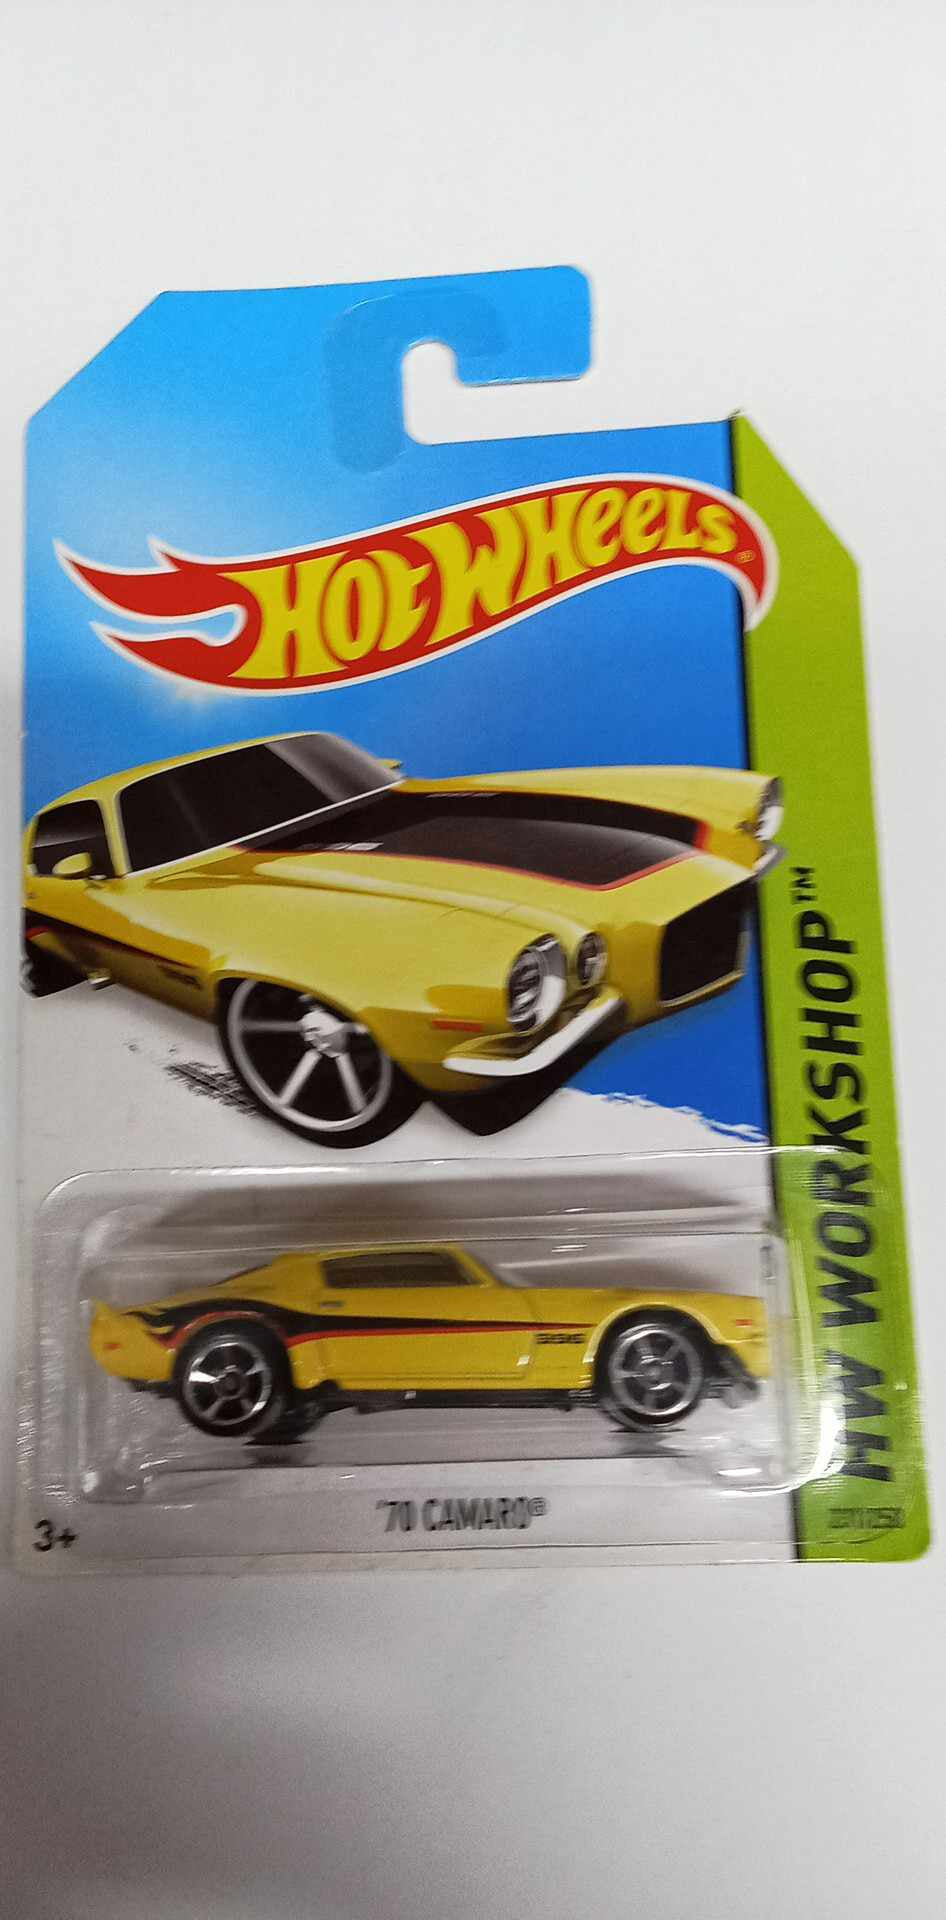 HOT WHEELS
HW WORKSHOP™
'70 CAMARO®
3+